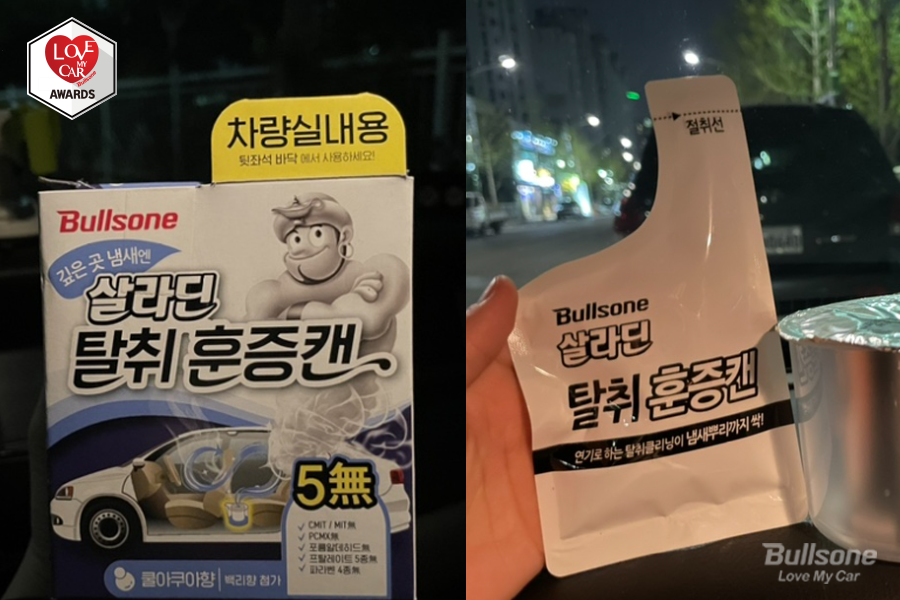 LOVE
MY
CAR
Bullsone
AWARDS
차량실내용
뒷좌석 바닥에서 사용하세요!
Bullsone
깊은 곳 냄새엔
살라딘
탈취 훈증캔
5無
CMIT / MIT無
PCMX無
포름알데히드無
프탈레이트 5종無
파라벤 4종無
쿨아쿠아향 백리향 첨가
절취선
Bullsone
살라딘
탈취 훈증캔
연기로 하는 탈취클리닝이 냄새뿌리까지 싹!
Bullsone
Love My Car